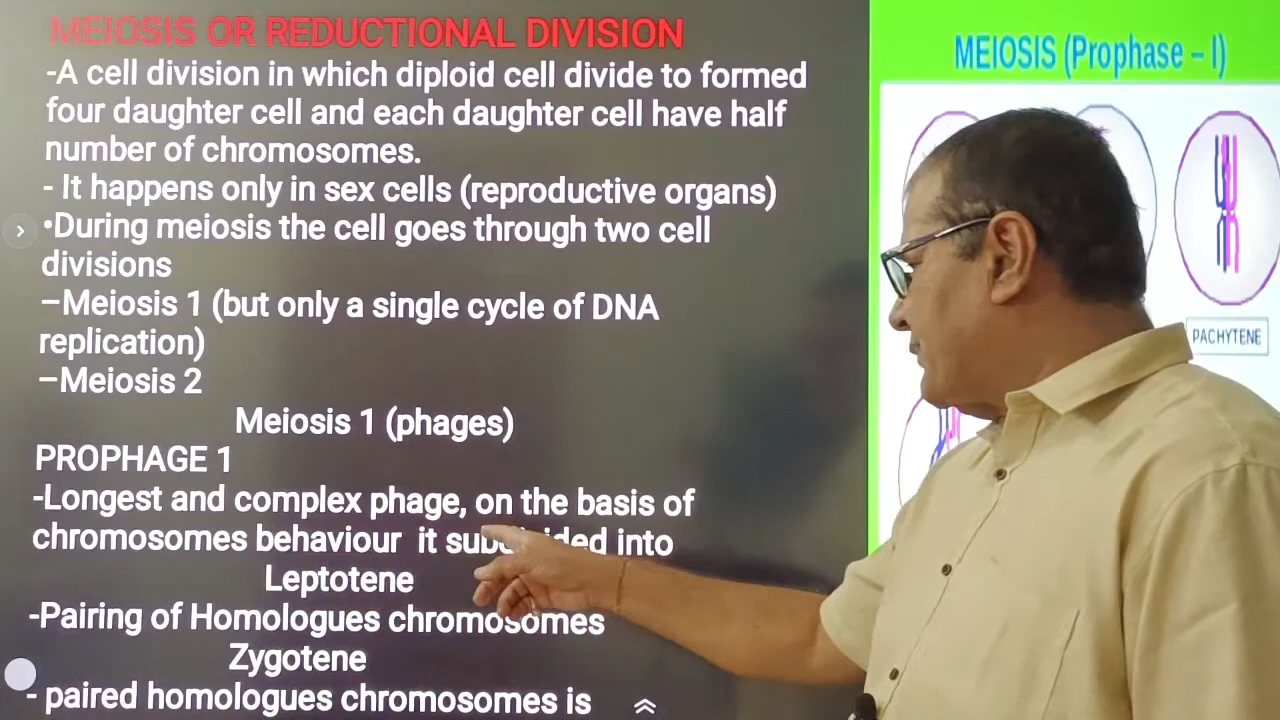 MEIOSIS OR REDUCTIONAL DIVISION
-A cell division in which diploid cell divide to formed
four daughter cell and each daughter cell have half
number of chromosomes.
- It happens only in sex cells (reproductive organs)
•During meiosis the cell goes through two cell
divisions
–Meiosis 1 (but only a single cycle of DNA
replication)
–Meiosis 2
Meiosis 1 (phages)
PROPHAGE 1
-Longest and complex phage, on the basis of
chromosomes behaviour it subdivided into
Leptotene
-Pairing of Homologues chromosomes
Zygotene
- paired homologues chromosomes is
MEIOSIS (Prophase – I)
PACHYTENE